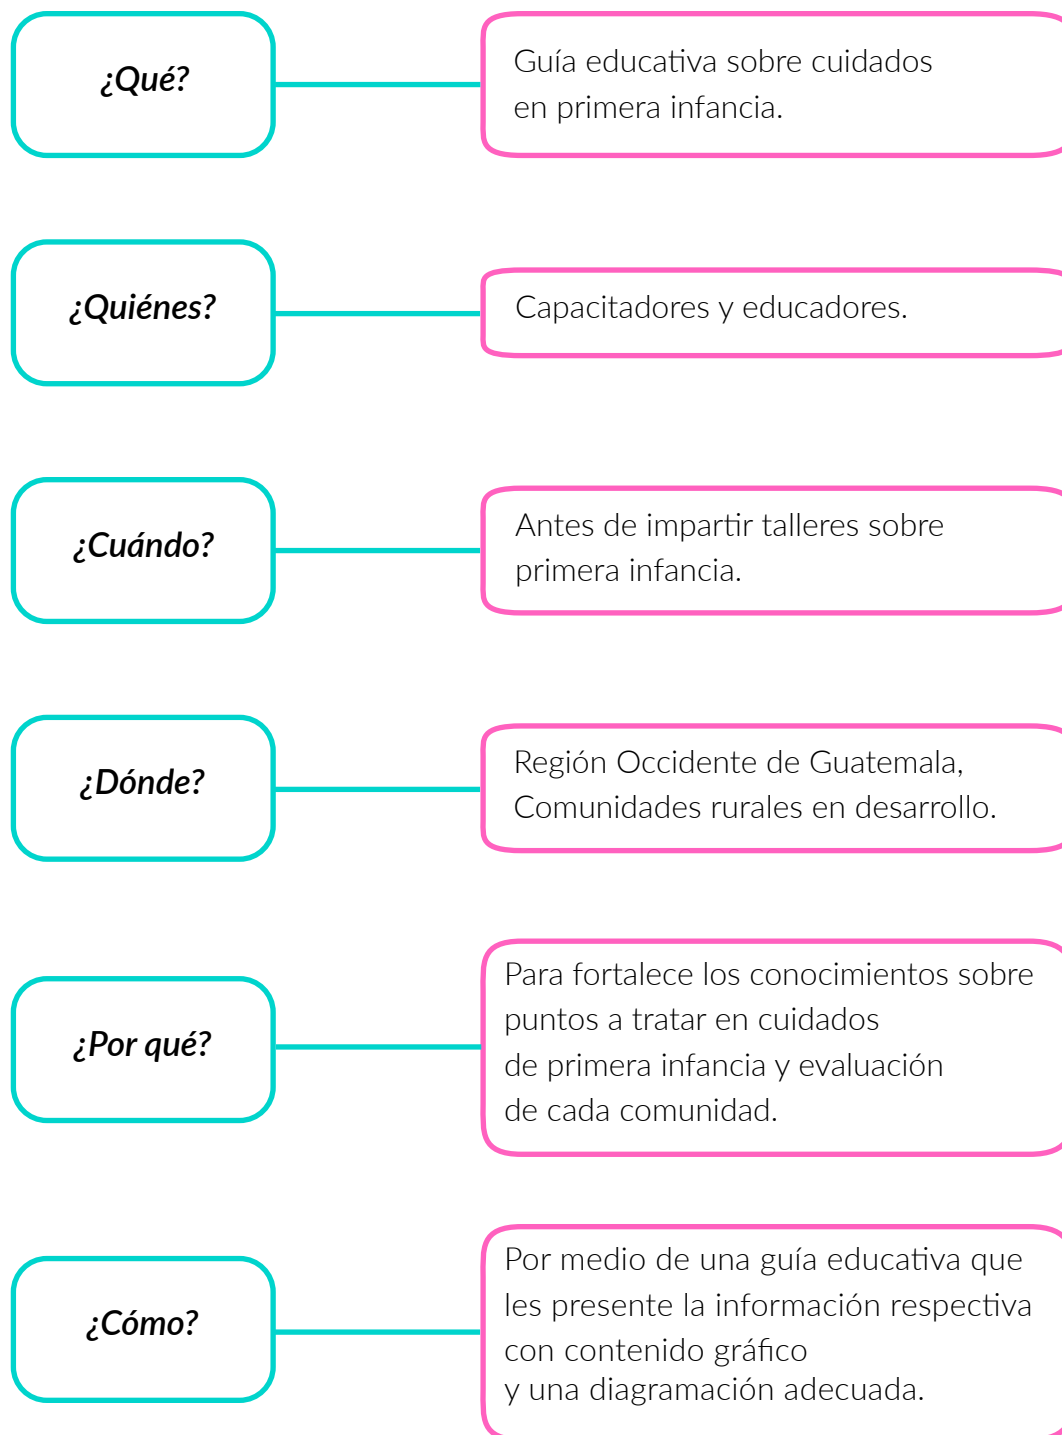 ¿Qué?
Guía educativa sobre cuidados
en primera infancia.
¿Quiénes?
Capacitadores y educadores.
¿Cuándo?
Antes de impartir talleres sobre
primera infancia.
¿Dónde?
Región Occidente de Guatemala,
Comunidades rurales en desarrollo.
¿Por qué?
Para fortalece los conocimientos sobre
puntos a tratar en cuidados
de primera infancia y evaluación
de cada comunidad.
¿Cómo?
Por medio de una guía educativa que
les presente la información respectiva
con contenido gráfico
y una diagramación adecuada.